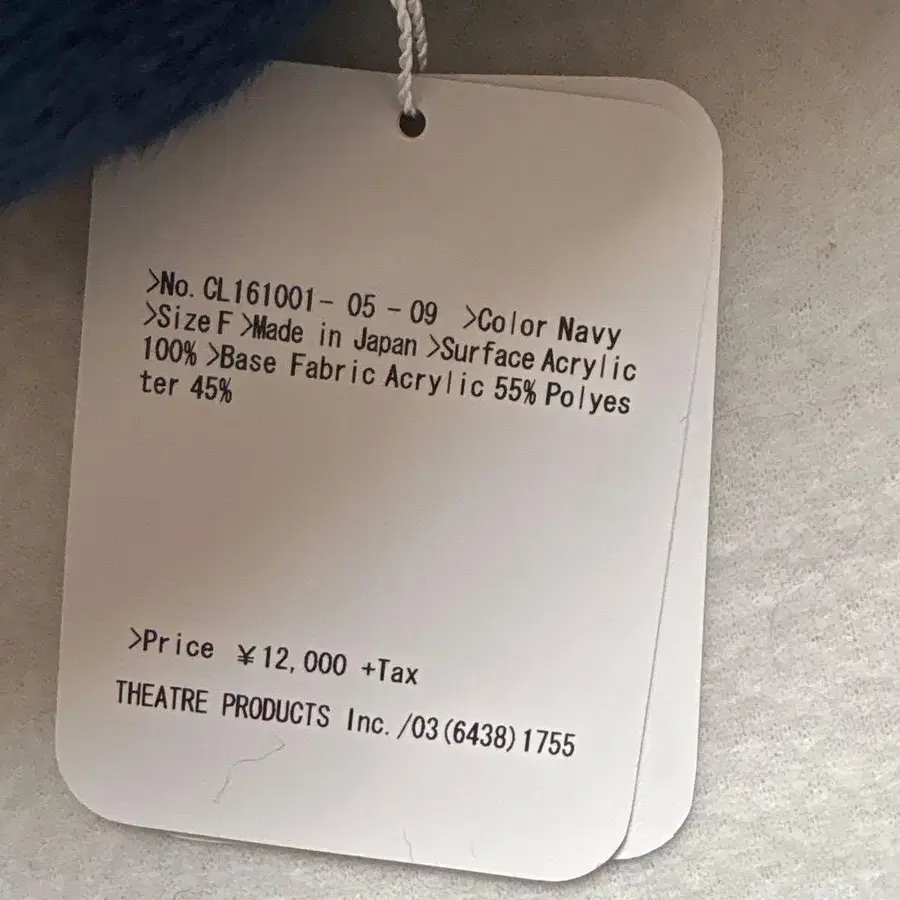 >No. CL161001- 05 - 09 >Color Navy
>Size F >Made in Japan >Surface Acrylic
100% >Base Fabric Acrylic 55% Polyes
ter 45%
>Price ¥12,000 +Tax
THEATRE PRODUCTS Inc. /03(6438)1755